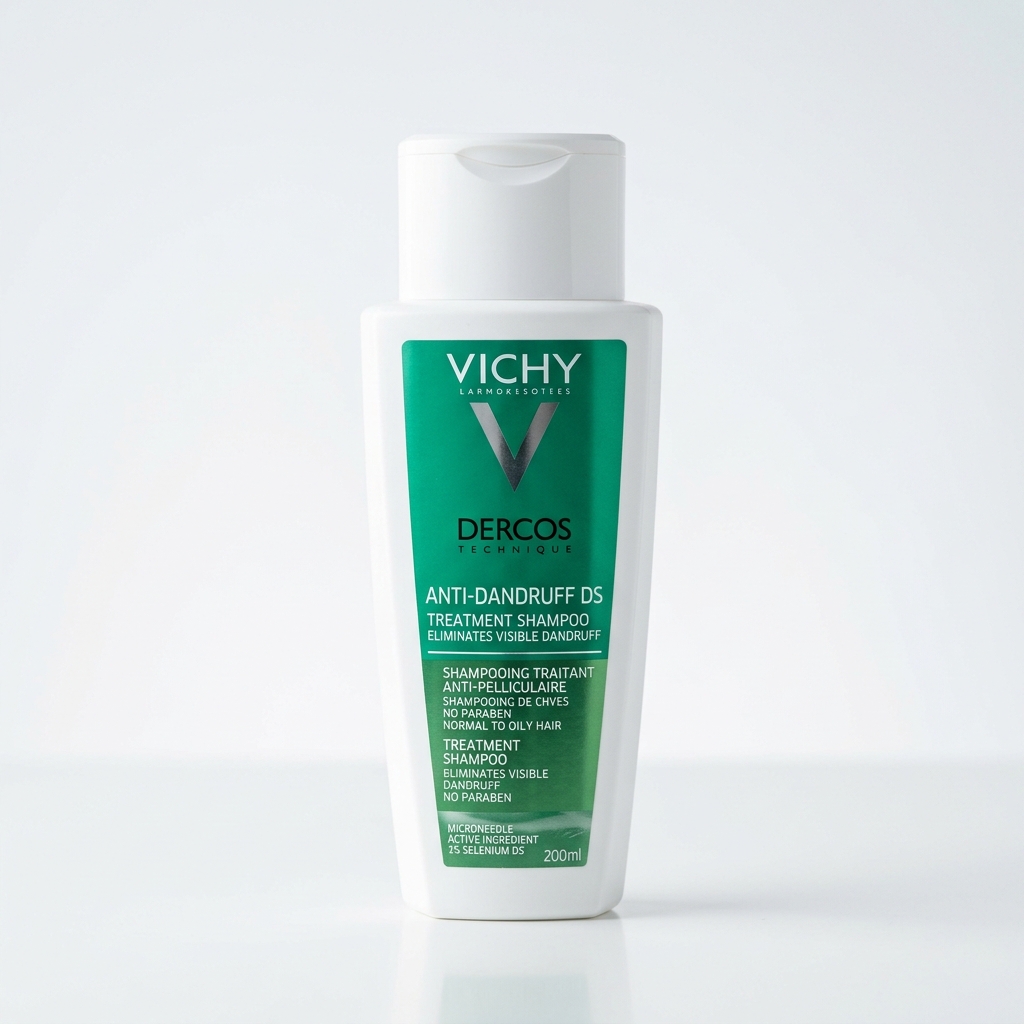 VICHY
LARMOKESOTEES
V
DERCOS
TECHNIQUE
ANTI-DANDRUFF DS
TREATMENT SHAMPOO
ELIMINATES VISIBLE DANDRUFF
SHAMPOOING TRAITANT
ANTI-PELLICULAIRE
SHAMPOOING DE CHVES
NO PARABEN
NORMAL TO OILY HAIR
TREATMENT
SHAMPOO
ELIMINATES VISIBLE
DANDRUFF
NO PARABEN
MICRONEEDLE
ACTIVE INGREDIENT
SELENIUM DS
200ml